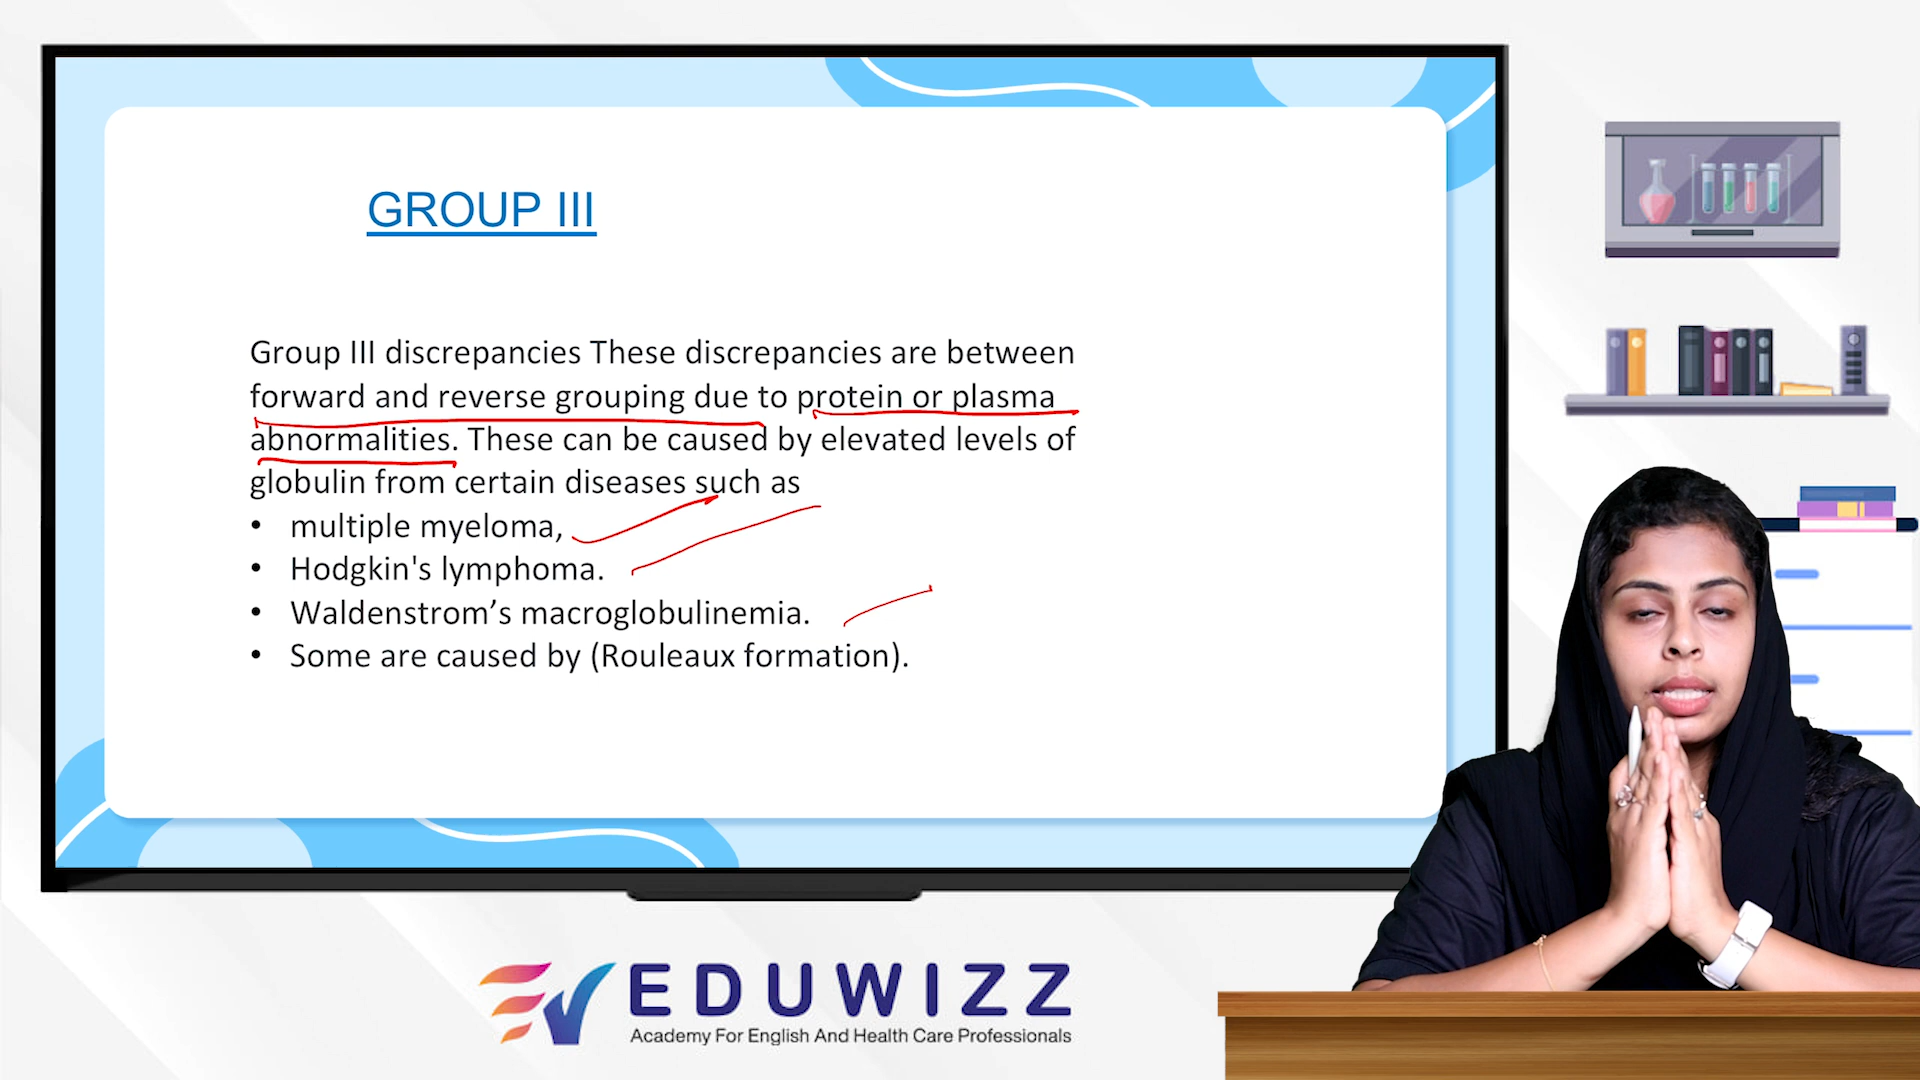 GROUP III
Group III discrepancies These discrepancies are between
forward and reverse grouping due to protein or plasma
abnormalities. These can be caused by elevated levels of
globulin from certain diseases such as
• multiple myeloma,
• Hodgkin's lymphoma.
• Waldenstrom’s macroglobulinemia.
• Some are caused by (Rouleaux formation).
EDUWIZZ
Academy For English And Health Care Professionals